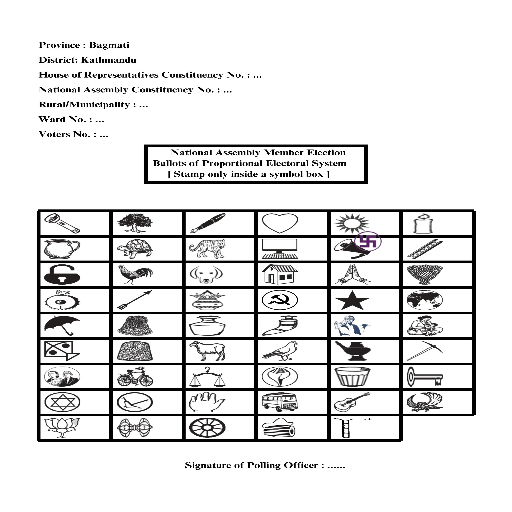 Province : Bagmati
District: Kathmandu
House of Representatives Constituency No. : ...
National Assembly Constituency No. : ...
Rural/Municipality : ...
Ward No. : ...
Voters No. : ...
National Assembly Member Election
Ballots of Proportional Electoral System
[ Stamp only inside a symbol box ]
Signature of Polling Officer : ......